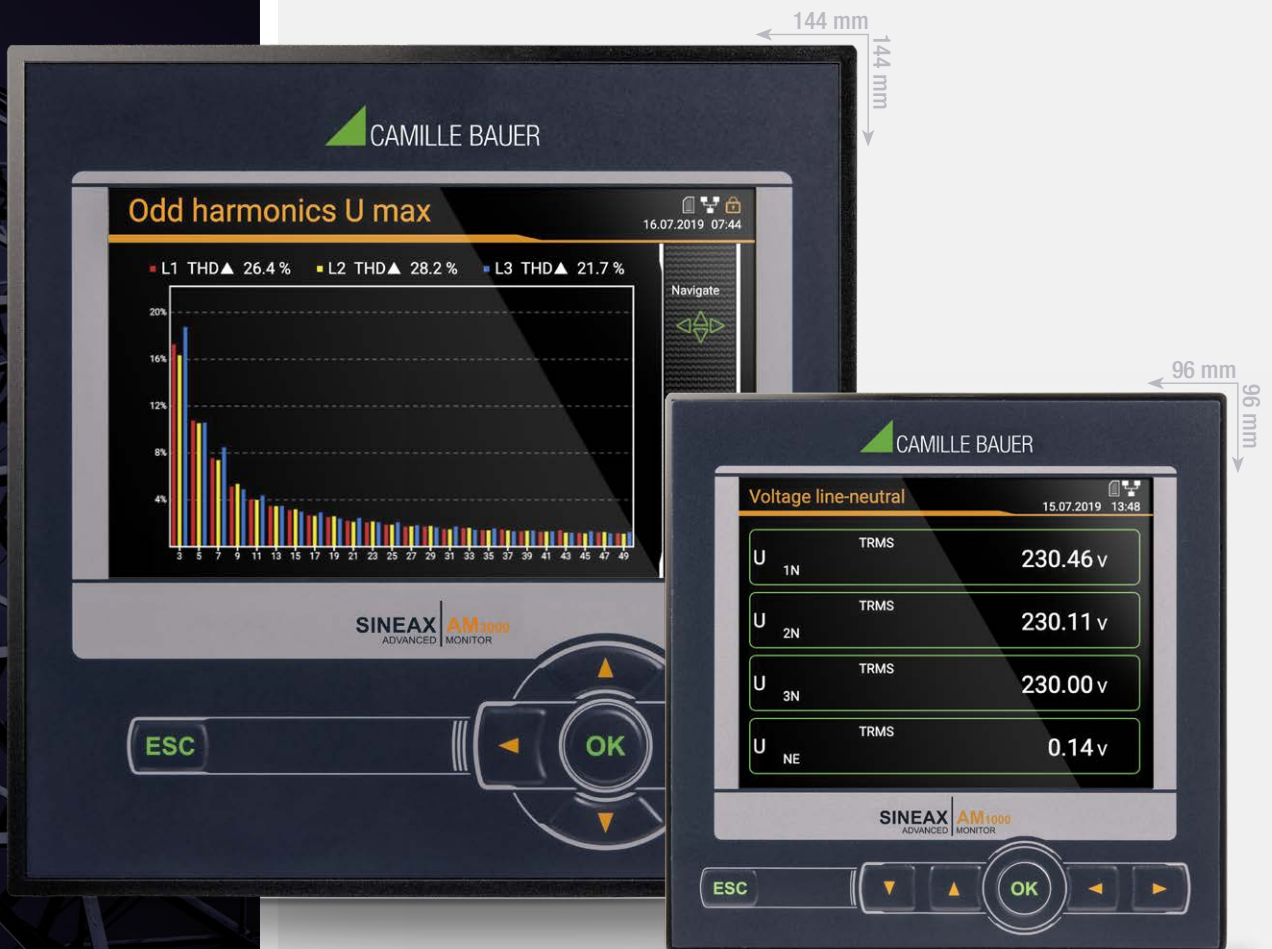 144 mm
144 mm
CAMILLE BAUER
Odd harmonics U max
16.07.2019 07:44
L1 THD▲ 26.4 % L2 THD▲ 28.2 % L3 THD▲ 21.7 %
Navigate
20%
16%
12%
8%
4%
3 5 7 9 11 13 15 17 19 21 23 25 27 29 31 33 35 37 39 41 43 45 47 49
SINEAX AM3000
ADVANCED MONITOR
ESC
OK
96 mm
96 mm
CAMILLE BAUER
Voltage line-neutral
15.07.2019 13:48
U 1N TRMS 230.46 V
U 2N TRMS 230.11 V
U 3N TRMS 230.00 V
U NE TRMS 0.14 V
SINEAX AM1000
ADVANCED MONITOR
ESC
OK